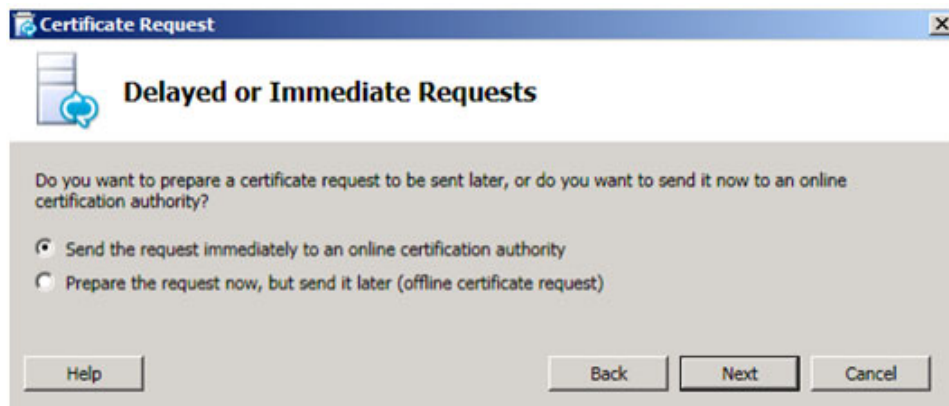 Certificate Request
Delayed or Immediate Requests
Do you want to prepare a certificate request to be sent later, or do you want to send it now to an online
certification authority?
Send the request immediately to an online certification authority
Prepare the request now, but send it later (offline certificate request)
Help Back Next Cancel